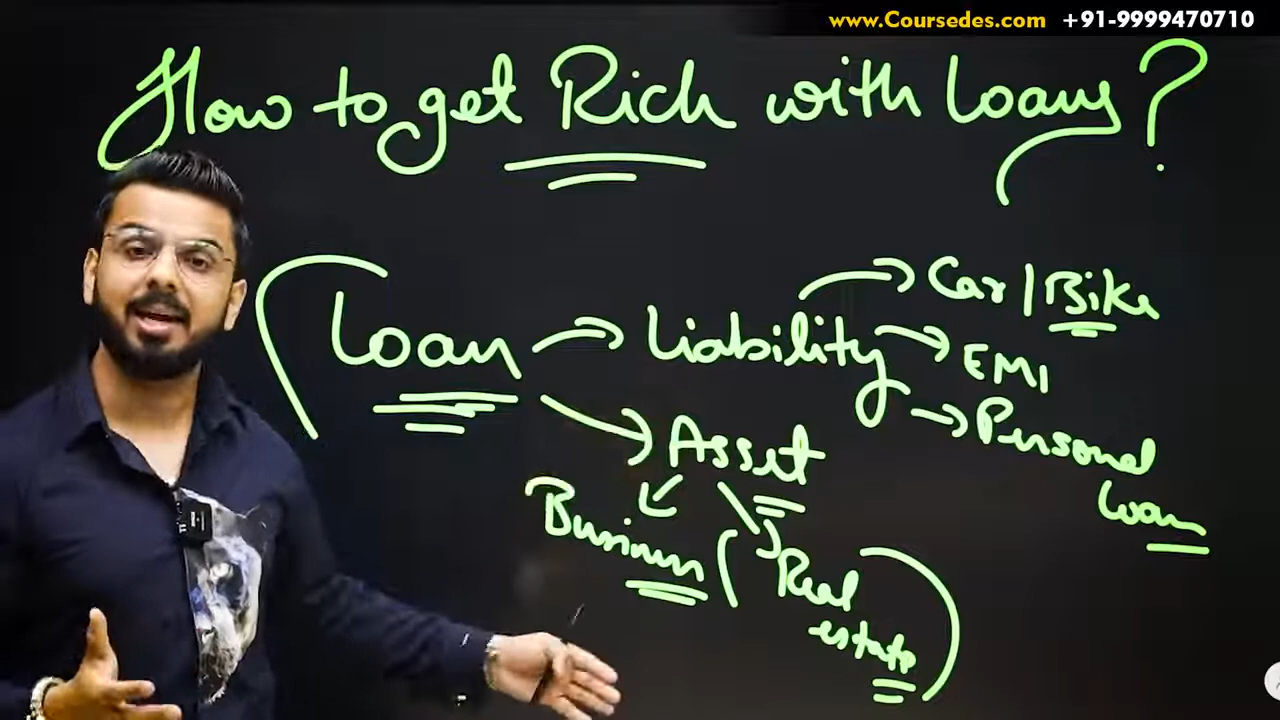 www.Coursedes.com +91-9999470710
How to get Rich with Loans?
Loan → Liability → Car / Bike
→ EMI
→ Personal Loan
→ Asset
Business
Real estate